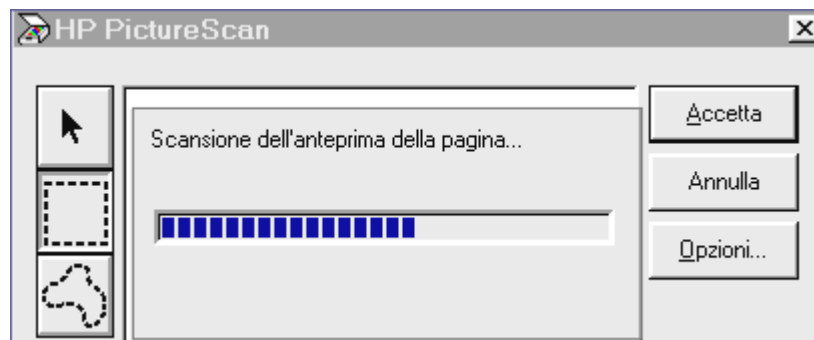 HP PictureScan
Scansione dell'anteprima della pagina...
Accetta
Annulla
Opzioni...